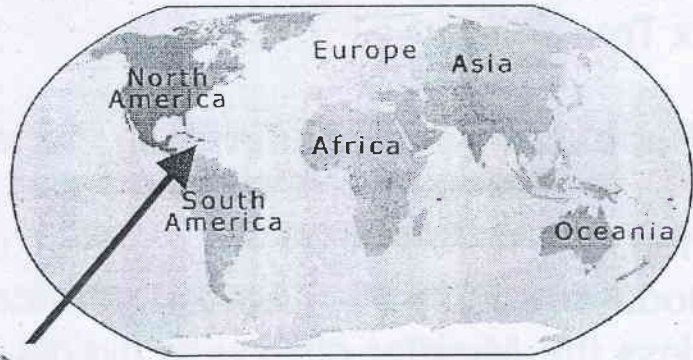 Europe
Asia
North
America
Africa
South
America
Oceania